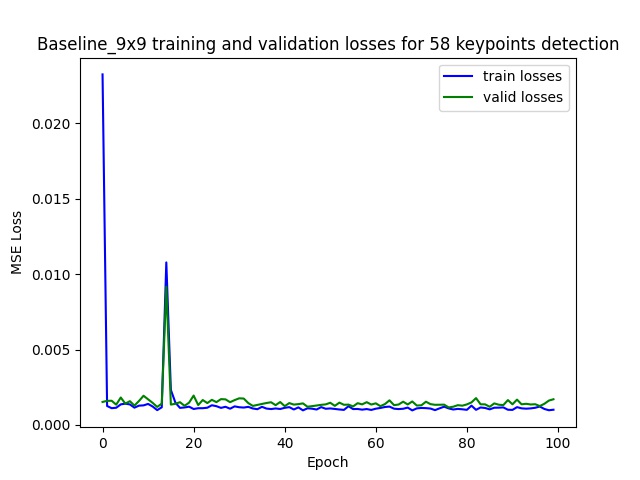 Baseline_9x9 training and validation losses for 58 keypoints detection
train losses
valid losses
0.020
0.015
0.010
0.005
0.000
MSE Loss
0
20
40
60
80
100
Epoch